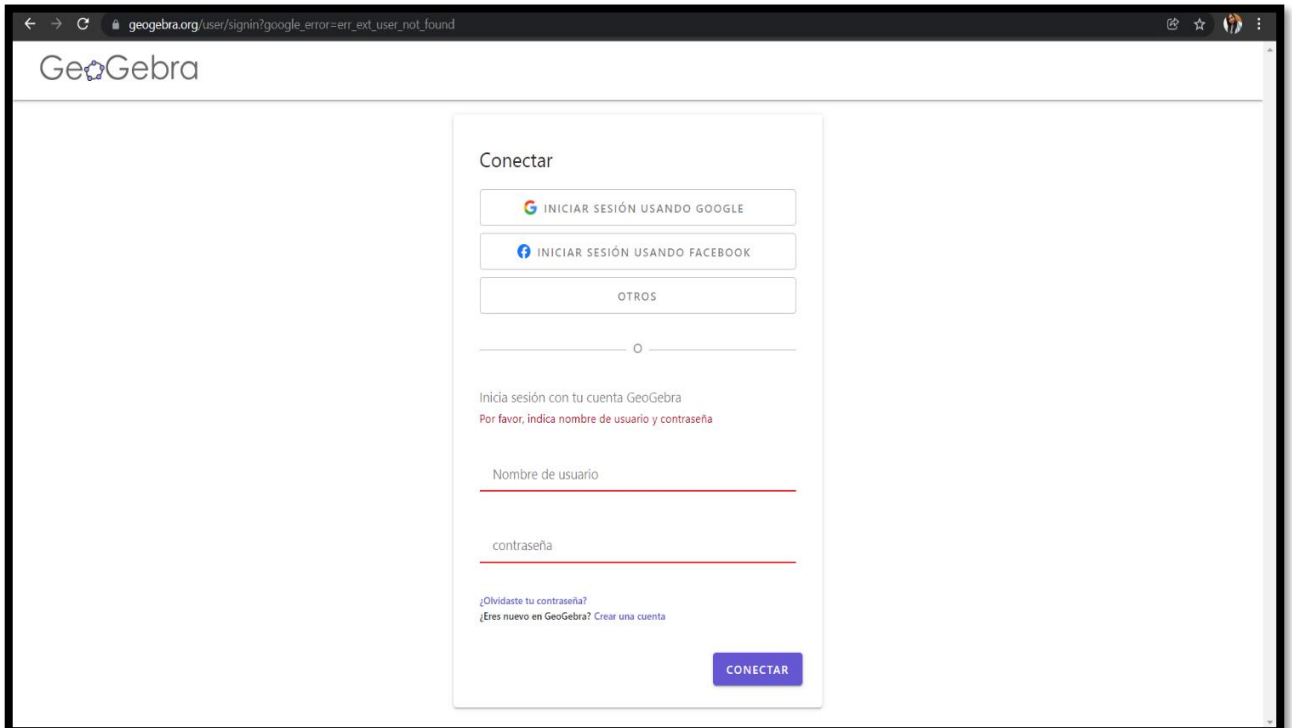 geogebra.org/user/signin?google_error=err_ext_user_not_found
GeoGebra
Conectar
INICIAR SESIÓN USANDO GOOGLE
INICIAR SESIÓN USANDO FACEBOOK
OTROS
O
Inicia sesión con tu cuenta GeoGebra
Por favor, indica nombre de usuario y contraseña
Nombre de usuario
contraseña
¿Olvidaste tu contraseña?
¿Eres nuevo en GeoGebra? Crear una cuenta
CONECTAR